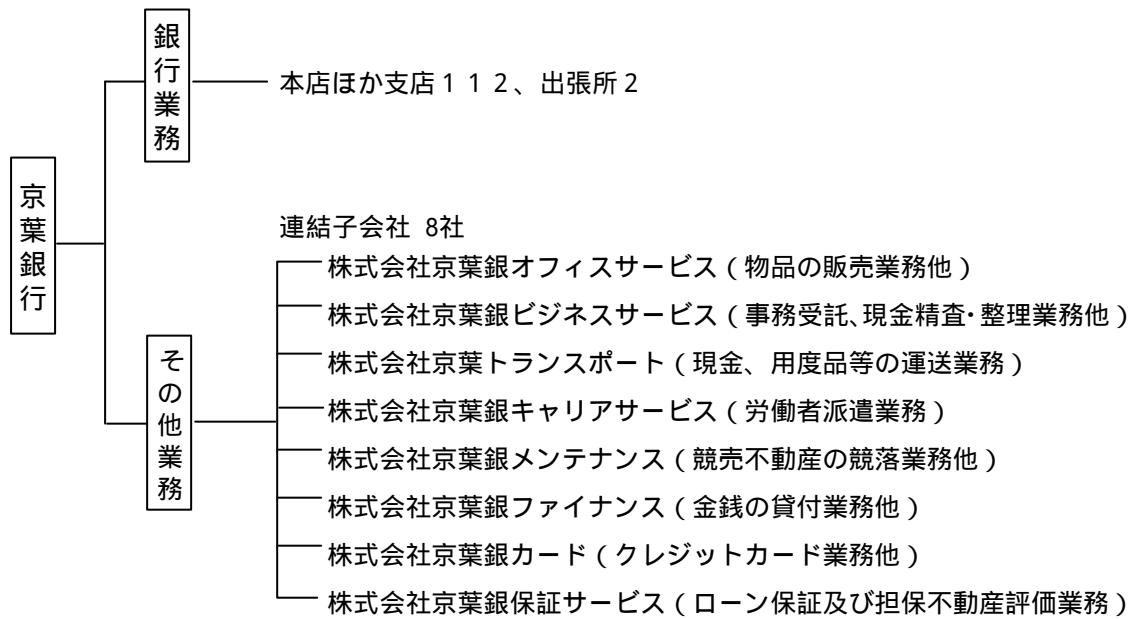 京葉銀行
銀行業務
本店ほか支店112、出張所2
その他業務
連結子会社 8社
株式会社京葉銀オフィスサービス(物品の販売業務他)
株式会社京葉銀ビジネスサービス(事務受託、現金精査・整理業務他)
株式会社京葉トランスポート(現金、用度品等の運送業務)
株式会社京葉銀キャリアサービス(労働者派遣業務)
株式会社京葉銀メンテナンス(競売不動産の競落業務他)
株式会社京葉銀ファイナンス(金銭の貸付業務他)
株式会社京葉銀カード(クレジットカード業務他)
株式会社京葉銀保証サービス(ローン保証及び担保不動産評価業務)